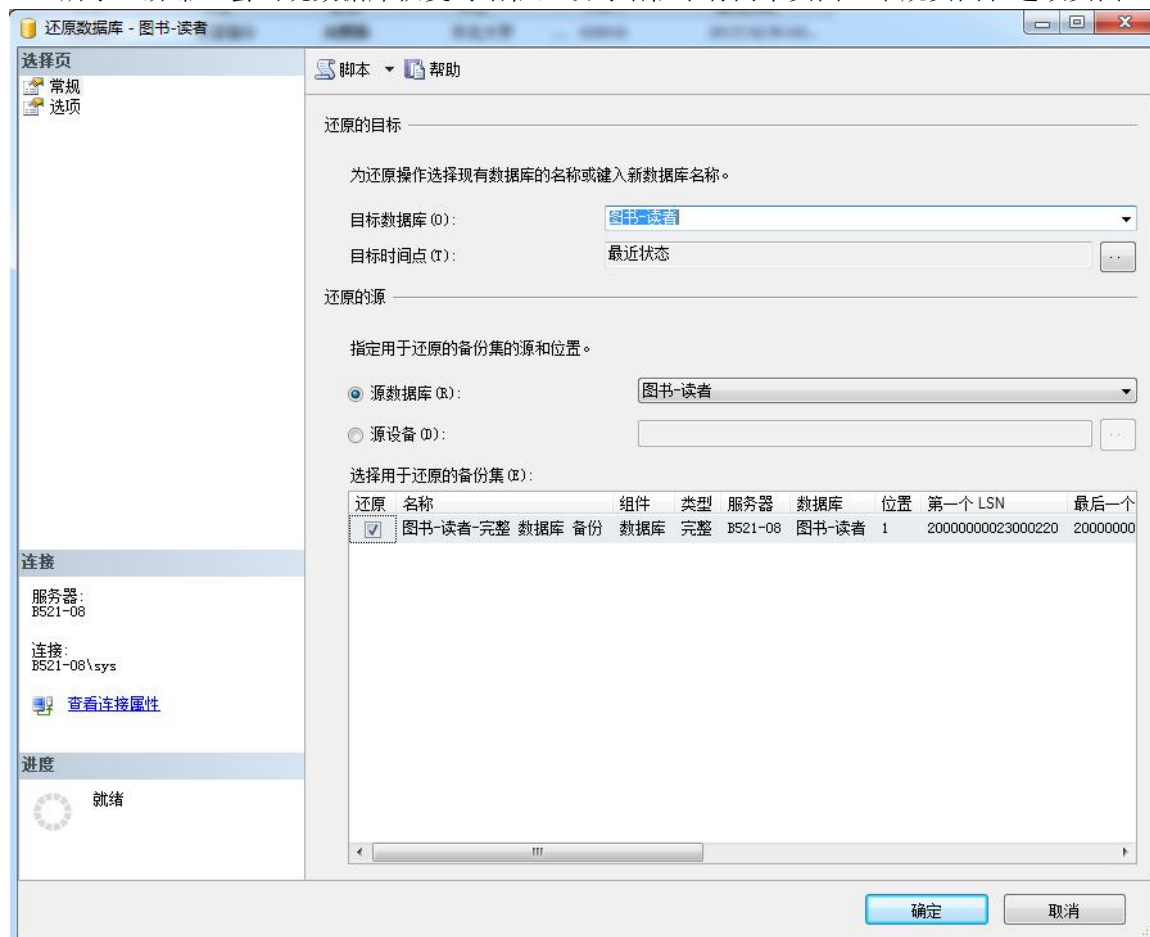 还原数据库 - 图书-读者
选择页
常规
选项
脚本
帮助
还原的目标
为还原操作选择现有数据库的名称或键入新数据库名称。
目标数据库(O):
图书-读者
目标时间点(T):
最近状态
..
还原的源
指定用于还原的备份集的源和位置。
源数据库(R):
图书-读者
源设备(D):
..
选择用于还原的备份集(E):
还原 名称 组件 类型 服务器 数据库 位置 第一个 LSN 最后一个
图书-读者-完整 数据库 备份 数据库 完整 B521-08 图书-读者 1 20000000023000220 20000000
连接
服务器:
B521-08
连接:
B521-08\sys
查看连接属性
进度
就绪
确定
取消